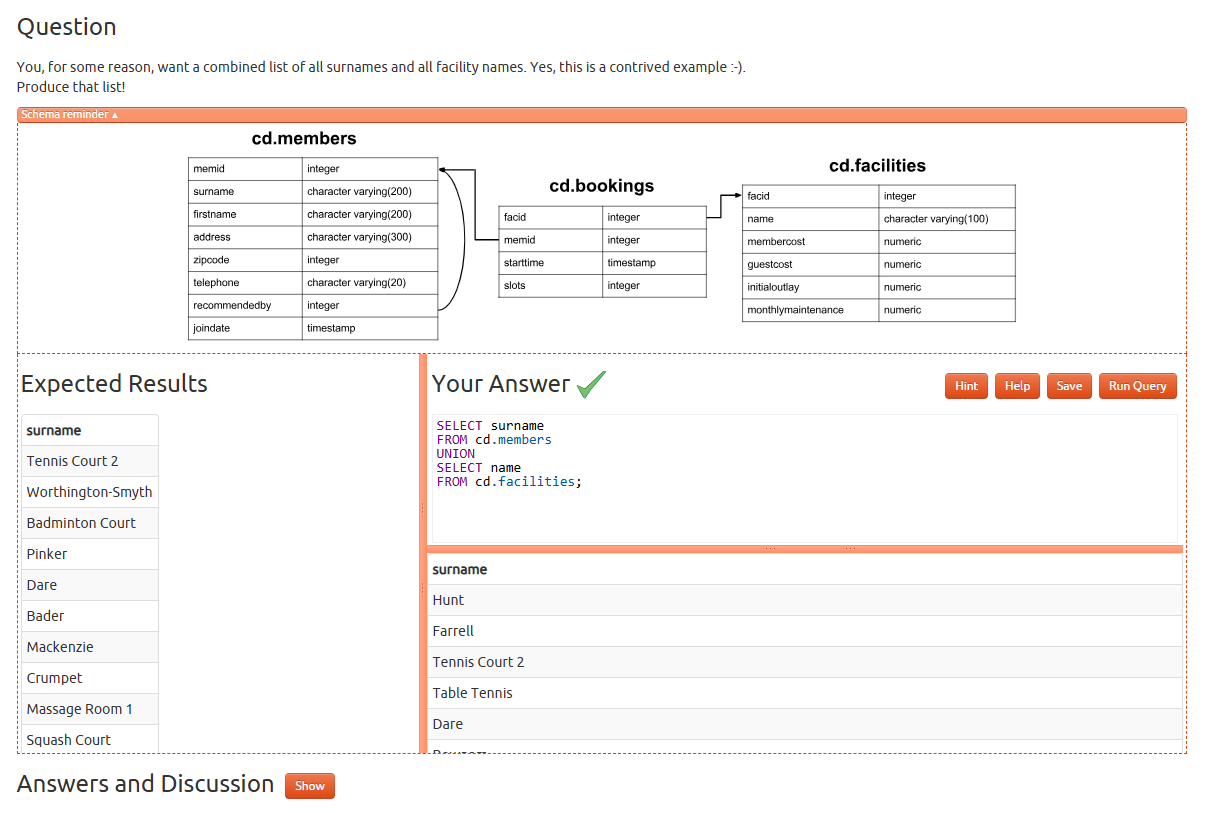 Question
You, for some reason, want a combined list of all surnames and all facility names. Yes, this is a contrived example :-).
Produce that list!
Schema reminder ▲
cd.members
memid integer
surname character varying(200)
firstname character varying(200)
address character varying(300)
zipcode integer
telephone character varying(20)
recommendedby integer
joindate timestamp
cd.bookings
facid integer
memid integer
starttime timestamp
slots integer
cd.facilities
facid integer
name character varying(100)
membercost numeric
guestcost numeric
initialoutlay numeric
monthlymaintenance numeric
Expected Results
surname
Tennis Court 2
Worthington-Smyth
Badminton Court
Pinker
Dare
Bader
Mackenzie
Crumpet
Massage Room 1
Squash Court
Your Answer
Hint Help Save Run Query
SELECT surname
FROM cd.members
UNION
SELECT name
FROM cd.facilities;
surname
Hunt
Farrell
Tennis Court 2
Table Tennis
Dare
Answers and Discussion Show